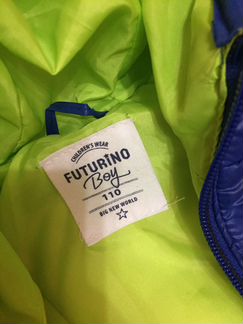 CHILDREN'S WEAR
FUTURINO
Boy
110
BIG NEW WORLD